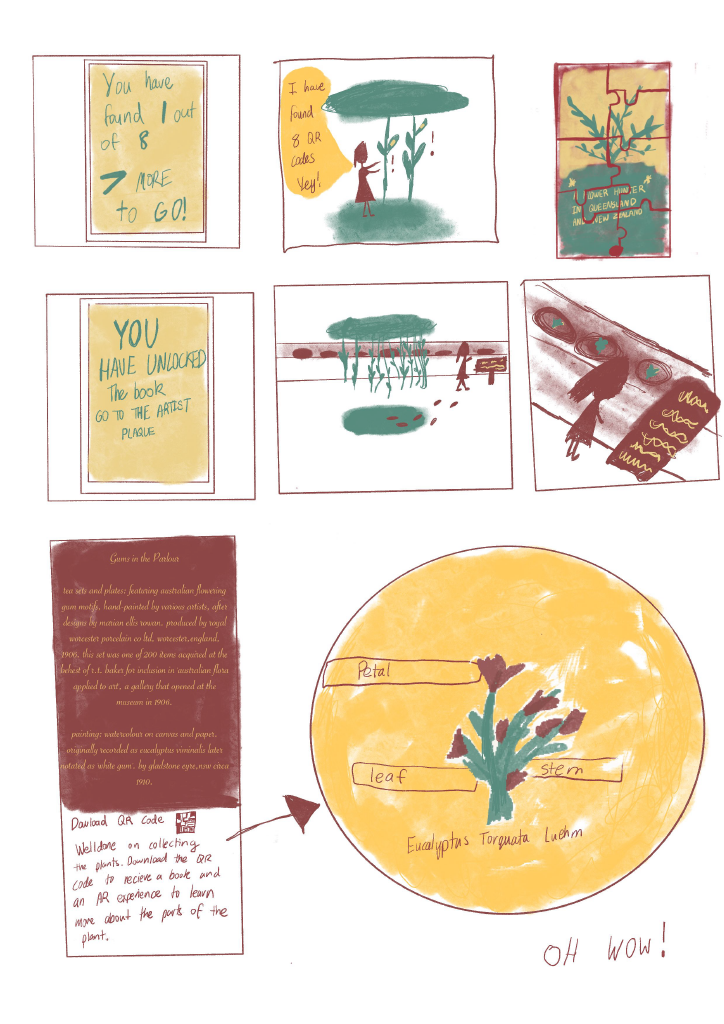 You have
found 1 out
of 8
7 MORE
to GO!
I have
found
8 QR
codes
Yey!
FLOWER HUNTER
IN QUEENSLAND
AND NEW ZEALAND
YOU
HAVE UNLOCKED
The book
GO TO THE ARTIST
PLAQUE
Gums in the Parlour
tea sets and plates: featuring australian flowering
gum motifs. hand-painted by various artists, after
designs by marian ellis rowan. produced by royal
worcester porcelain co ltd, worcester,england,
1906. this set was one of 200 items acquired at the
behest of r.t. baker for inclusion in 'australian flora
applied to art', a gallery that opened at the
museum in 1906.
painting: watercolour on canvas and paper,
originally recorded as eucalyptus viminalis later
notated as 'white gum'. by gladstone eyre,nsw circa
1910.
Dawload QR code
Welldone on collecting
the plants. Download the QR
code to recieve a book and
an AR experience to learn
more about the parts of the
plant.
Petal
leaf
stem
Eucalyptus Torquata Luehm
OH WOW!